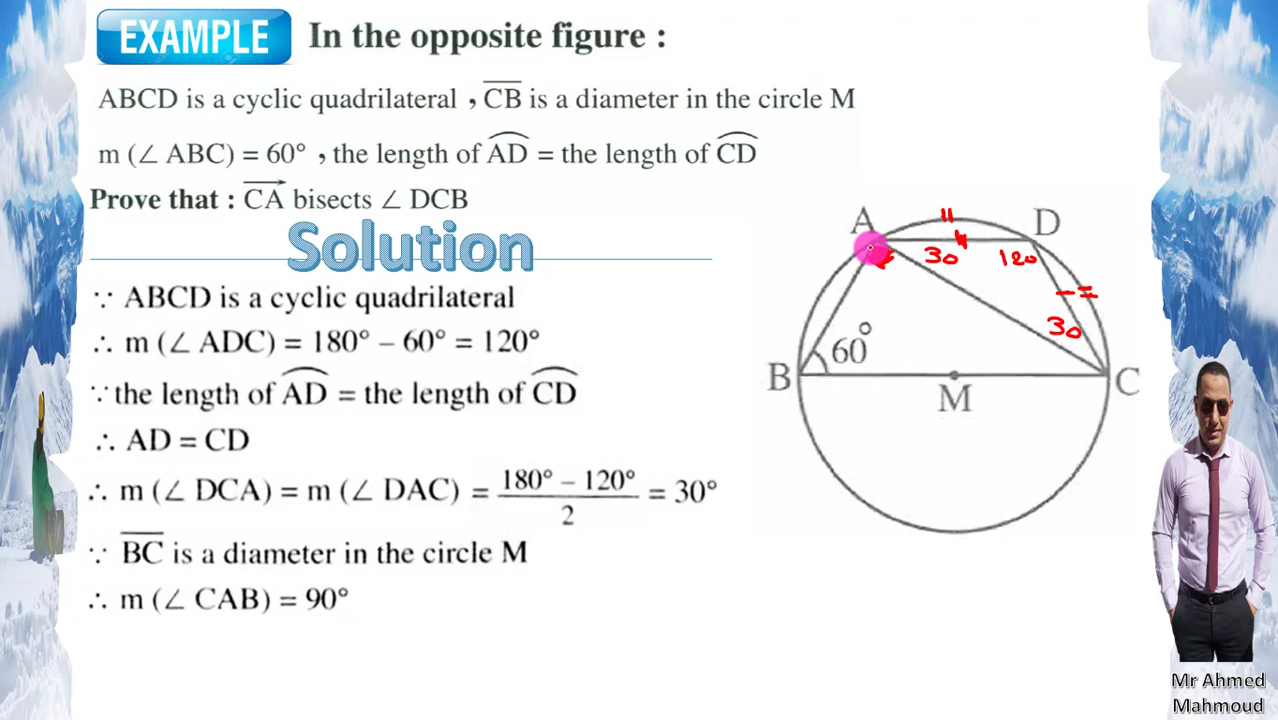 EXAMPLE In the opposite figure :
ABCD is a cyclic quadrilateral , CB is a diameter in the circle M
m (∠ ABC) = 60° , the length of AD = the length of CD
Prove that : CA bisects ∠ DCB
Solution
∵ ABCD is a cyclic quadrilateral
∴ m (∠ ADC) = 180° – 60° = 120°
∵ the length of AD = the length of CD
∴ AD = CD
∴ m (∠ DCA) = m (∠ DAC) = 180° – 120° / 2 = 30°
∵ BC is a diameter in the circle M
∴ m (∠ CAB) = 90°
A
D
30
120
30
60°
B
M
C
Mr Ahmed
Mahmoud